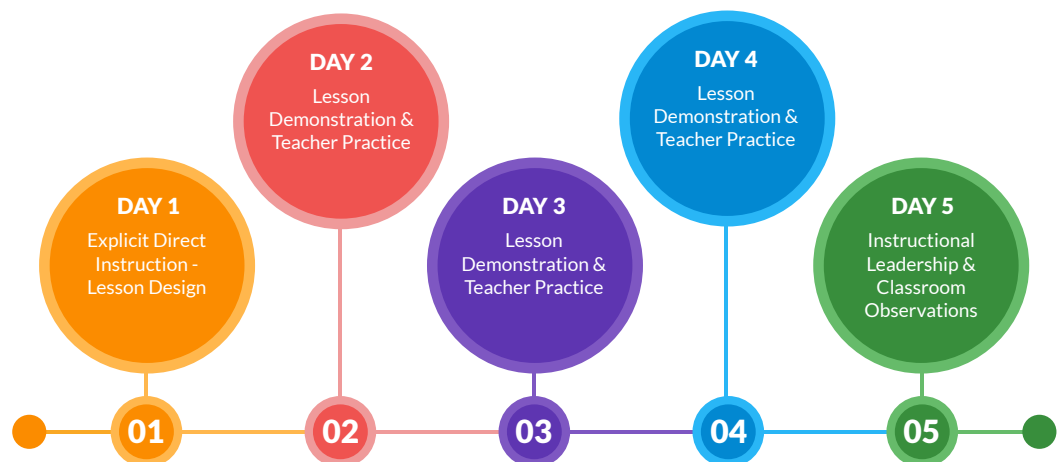 DAY 1
Explicit Direct
Instruction -
Lesson Design
DAY 2
Lesson
Demonstration &
Teacher Practice
DAY 3
Lesson
Demonstration &
Teacher Practice
DAY 4
Lesson
Demonstration &
Teacher Practice
DAY 5
Instructional
Leadership &
Classroom
Observations
01
02
03
04
05